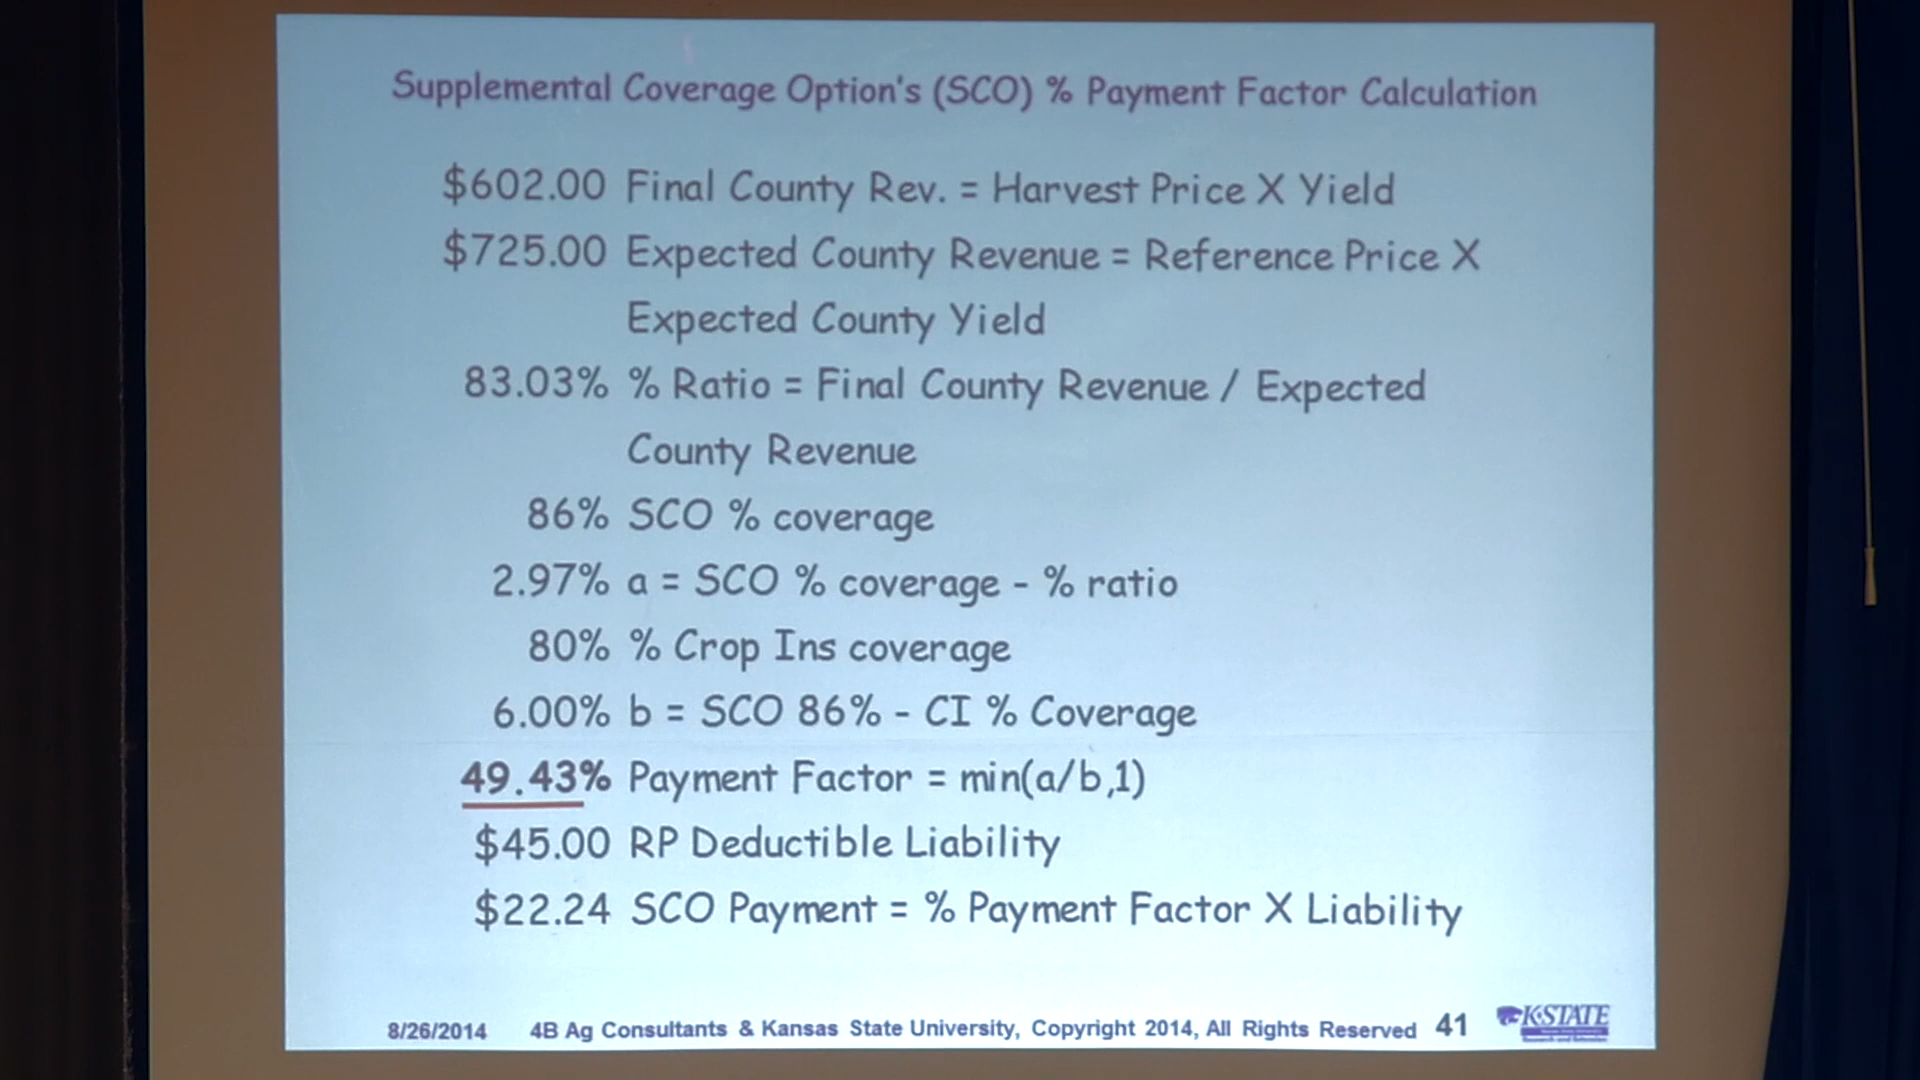 Supplemental Coverage Option's (SCO) % Payment Factor Calculation
$602.00 Final County Rev. = Harvest Price X Yield
$725.00 Expected County Revenue = Reference Price X
Expected County Yield
83.03% % Ratio = Final County Revenue / Expected
County Revenue
86% SCO % coverage
2.97% a = SCO % coverage - % ratio
80% % Crop Ins coverage
6.00% b = SCO 86% - CI % Coverage
49.43% Payment Factor = min(a/b,1)
$45.00 RP Deductible Liability
$22.24 SCO Payment = % Payment Factor X Liability
8/26/2014 4B Ag Consultants & Kansas State University, Copyright 2014, All Rights Reserved 41 K-STATE